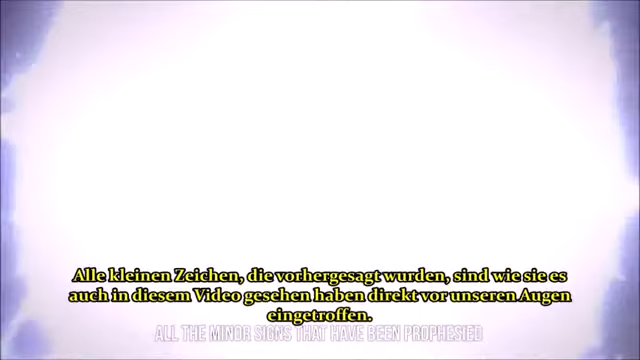 Alle kleinen Zeichen, die vorhergesagt wurden, sind wie sie es
auch in diesem Video gesehen haben direkt vor unseren Augen
eingetroffen.
ALL THE MINOR SIGNS THAT HAVE BEEN PROPHESIED